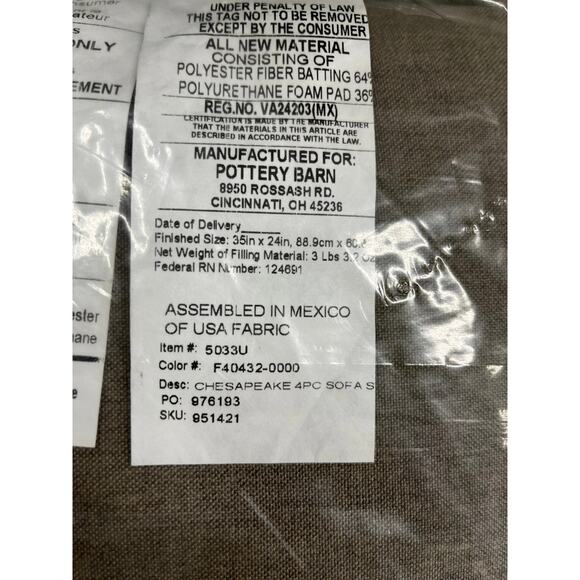 ateur
ONLY
EMENT
ester
hane
e
UNDER PENALTY OF LAW
THIS TAG NOT TO BE REMOVED
EXCEPT BY THE CONSUMER
ALL NEW MATERIAL
CONSISTING OF
POLYESTER FIBER BATTING 64%
POLYURETHANE FOAM PAD 36%
REG.NO. VA24203(MX)
CERTIFICATION IS MADE BY THE MANUFACTURER
THAT THE MATERIALS IN THIS ARTICLE ARE
DESCRIBED IN ACCORDANCE WITH THE LAW.
MANUFACTURED FOR:
POTTERY BARN
8950 ROSSASH RD.
CINCINNATI, OH 45236
Date of Delivery______
Finished Size: 35in x 24in, 88.9cm x
Net Weight of Filling Material: 3 Lbs 3.2 Oz
Federal RN Number: 124691
ASSEMBLED IN MEXICO
OF USA FABRIC
Item #: 5033U
Color #: F40432-0000
Desc: CHESAPEAKE 4PC SOFA S
PO: 976193
SKU: 951421